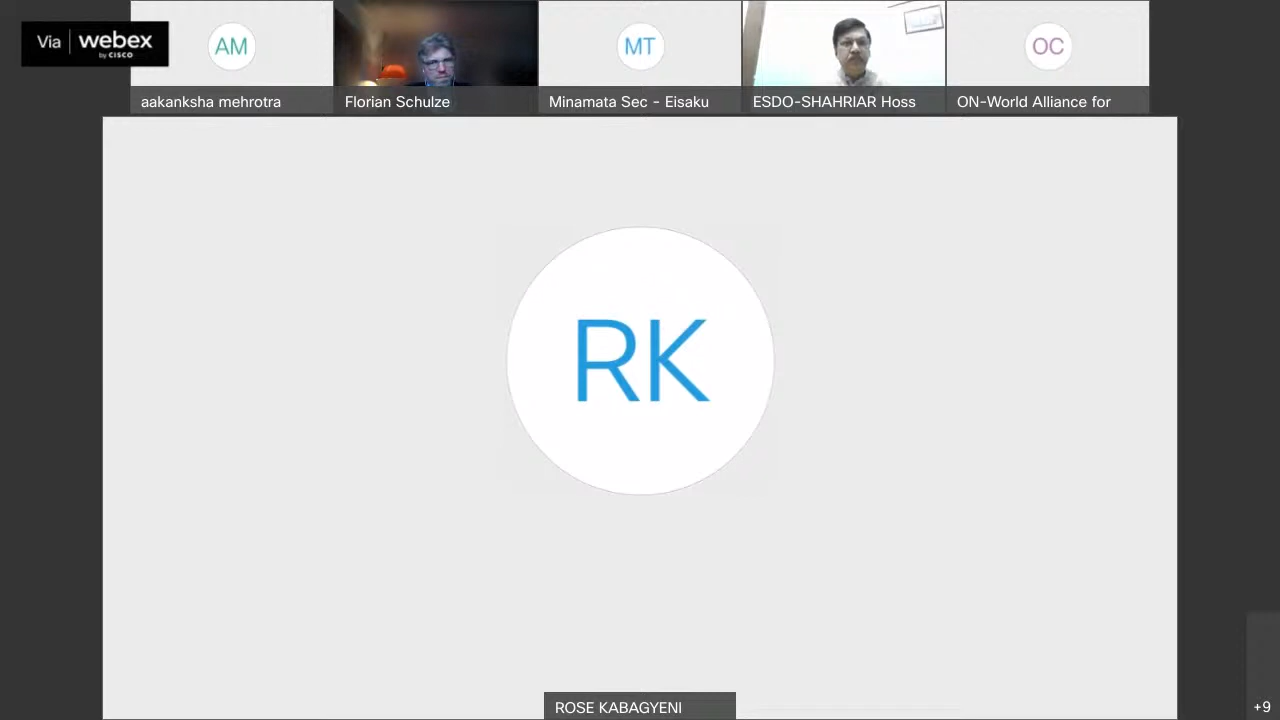 Via webex
by CISCO
AM
MT
OC
aakanksha mehrotra
Florian Schulze
Minamata Sec - Eisaku
ESDO-SHAHRIAR Hoss
ON-World Alliance for
RK
ROSE KABAGYENI
+9